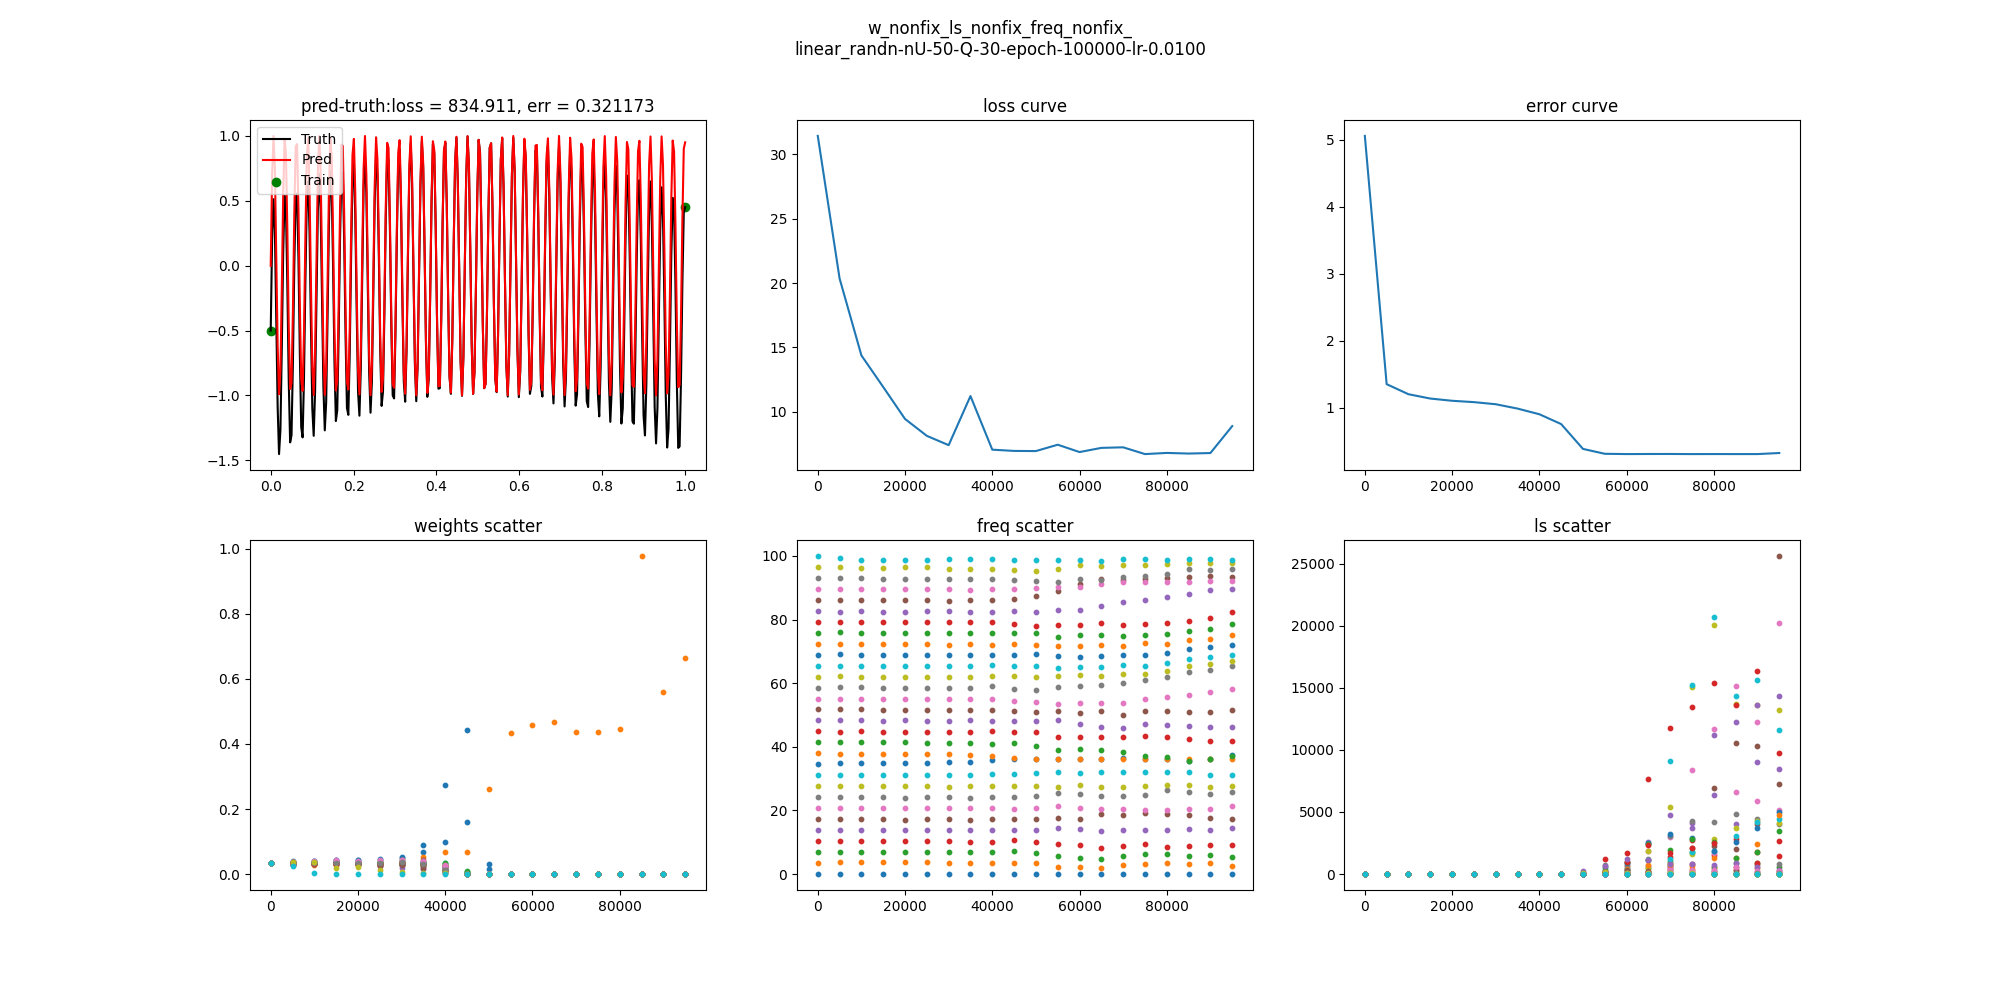 w_nonfix_ls_nonfix_freq_nonfix_
linear_randn-nU-50-Q-30-epoch-100000-lr-0.0100
pred-truth:loss = 834.911, err = 0.321173
1.0
0.5
0.0
−0.5
−1.0
−1.5
Truth
Pred
Train
0.0 0.2 0.4 0.6 0.8 1.0
loss curve
30
25
20
15
10
0 20000 40000 60000 80000
error curve
5
4
3
2
1
0 20000 40000 60000 80000
weights scatter
1.0
0.8
0.6
0.4
0.2
0.0
0 20000 40000 60000 80000
freq scatter
100
80
60
40
20
0
0 20000 40000 60000 80000
ls scatter
25000
20000
15000
10000
5000
0
0 20000 40000 60000 80000